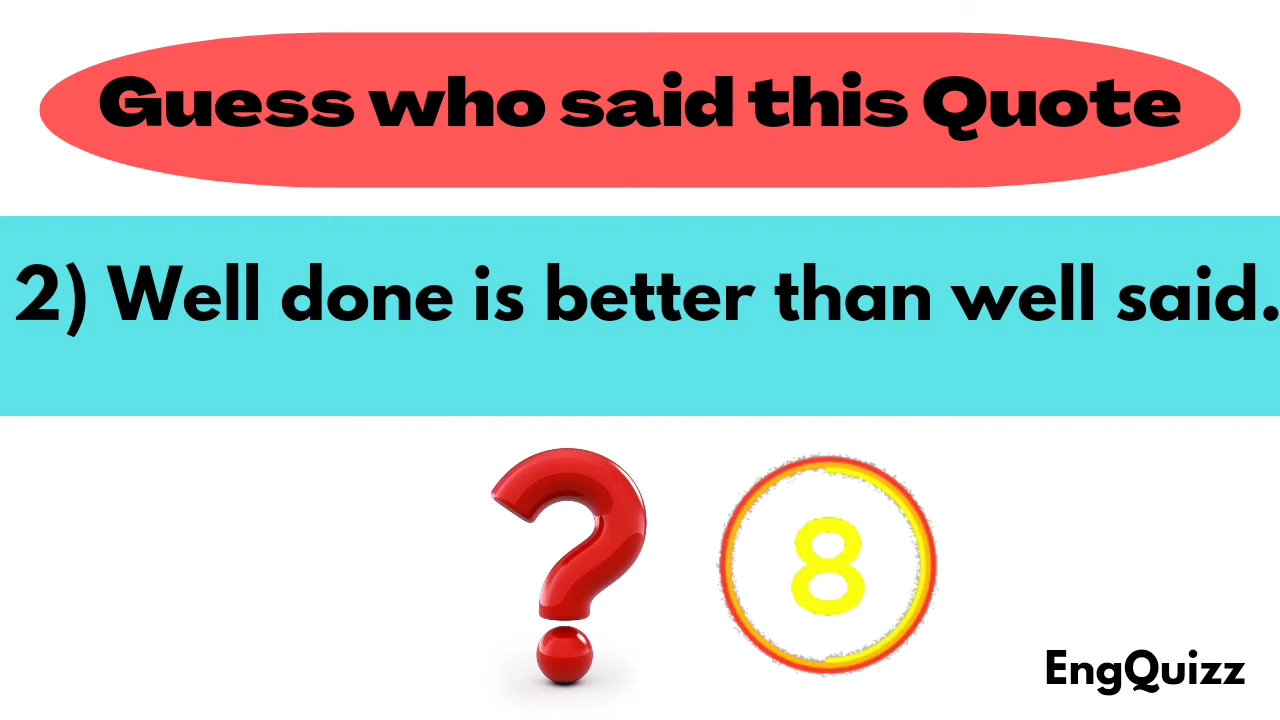 Guess who said this Quote
2) Well done is better than well said.
?
8
EngQuizz